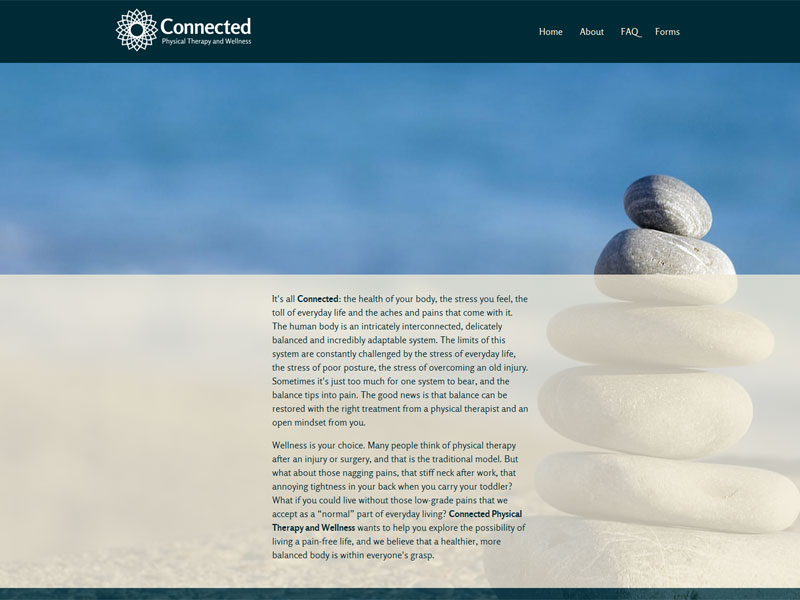 Connected
Physical Therapy and Wellness
Home About FAQ Forms
It's all Connected: the health of your body, the stress you feel, the
toll of everyday life and the aches and pains that come with it.
The human body is an intricately interconnected, delicately
balanced and incredibly adaptable system. The limits of this
system are constantly challenged by the stress of everyday life,
the stress of poor posture, the stress of overcoming an old injury.
Sometimes it's just too much for one system to bear, and the
balance tips into pain. The good news is that balance can be
restored with the right treatment from a physical therapist and an
open mindset from you.
Wellness is your choice. Many people think of physical therapy
after an injury or surgery, and that is the traditional model. But
what about those nagging pains, that stiff neck after work, that
annoying tightness in your back when you carry your toddler?
What if you could live without those low-grade pains that we
accept as a “normal” part of everyday living? Connected Physical
Therapy and Wellness wants to help you explore the possibility of
living a pain-free life, and we believe that a healthier, more
balanced body is within everyone's grasp.